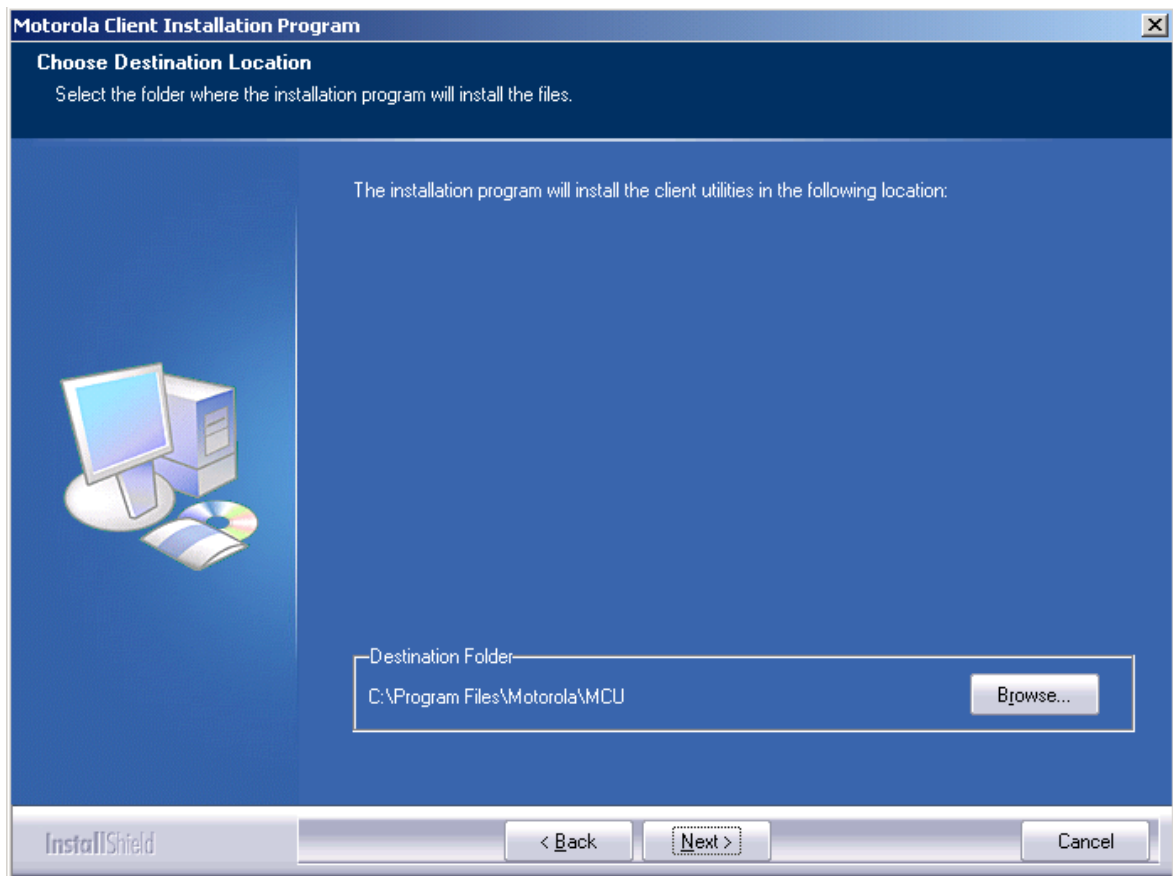 Motorola Client Installation Program
Choose Destination Location
Select the folder where the installation program will install the files.
The installation program will install the client utilities in the following location:
Destination Folder
C:\Program Files\Motorola\MCU
Browse...
InstallShield
< Back
Next >
Cancel